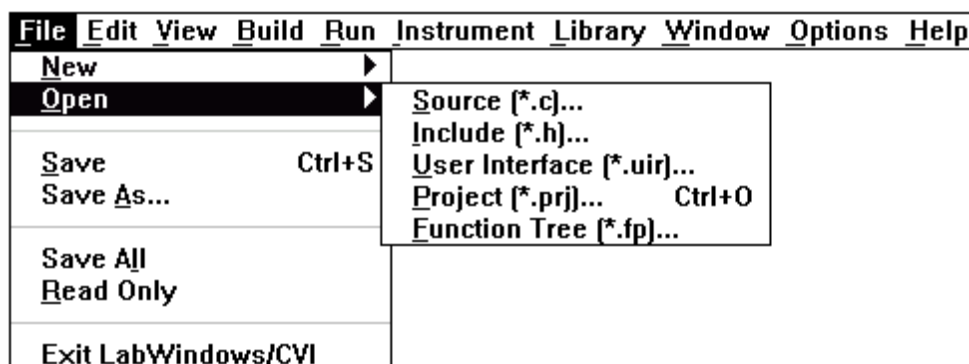 File Edit View Build Run Instrument Library Window Options Help
New
Open
Source (*.c)...
Include (*.h)...
User Interface (*.uir)...
Project (*.prj)... Ctrl+O
Function Tree (*.fp)...
Save Ctrl+S
Save As...
Save All
Read Only
Exit LabWindows/CVI